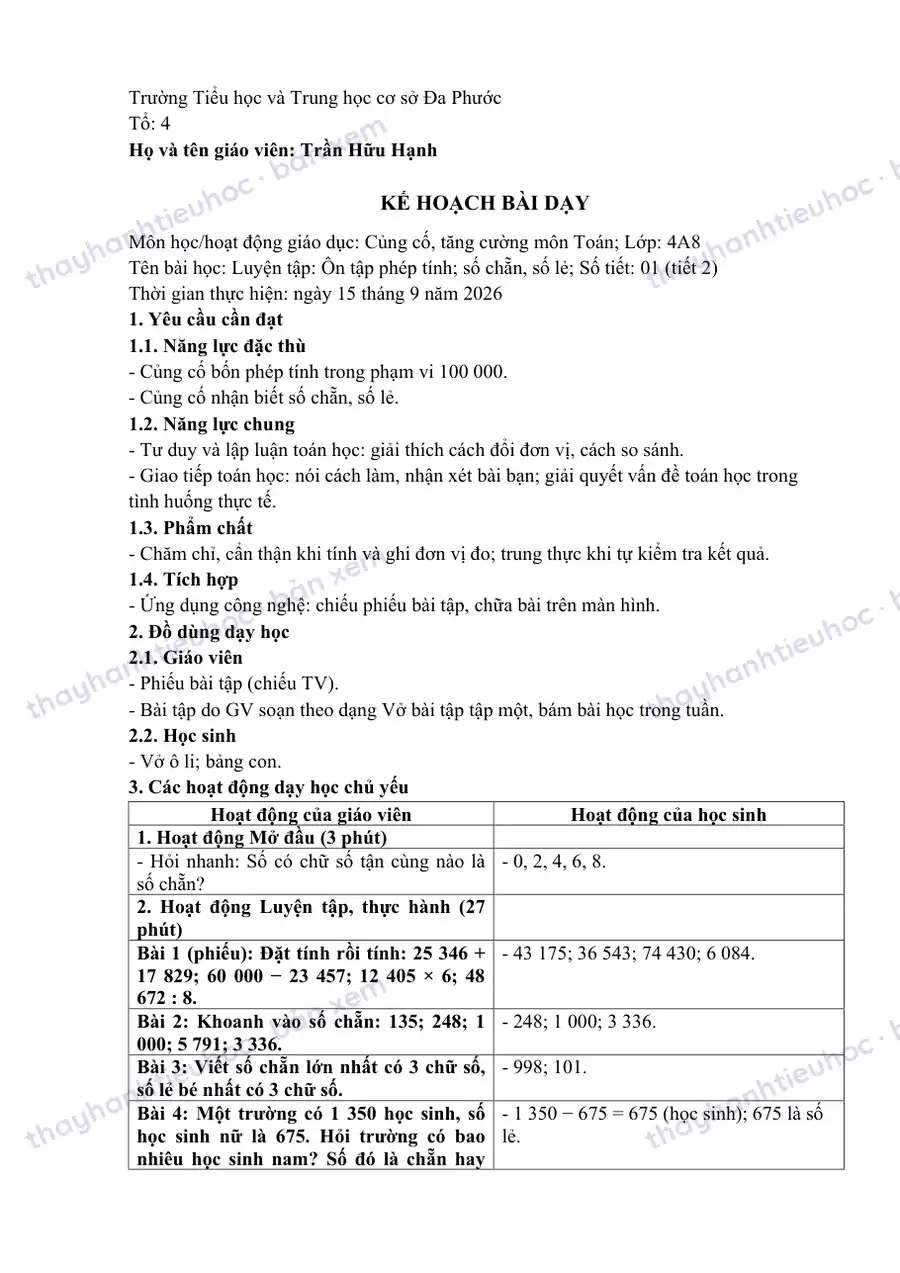 Trường Tiểu học và Trung học cơ sở Đa Phước
Tổ: 4
Họ và tên giáo viên: Trần Hữu Hạnh
KẾ HOẠCH BÀI DẠY
Môn học/hoạt động giáo dục: Củng cố, tăng cường môn Toán; Lớp: 4A8
Tên bài học: Luyện tập: Ôn tập phép tính; số chẵn, số lẻ; Số tiết: 01 (tiết 2)
Thời gian thực hiện: ngày 15 tháng 9 năm 2026
1. Yêu cầu cần đạt
1.1. Năng lực đặc thù
- Củng cố bốn phép tính trong phạm vi 100 000.
- Củng cố nhận biết số chẵn, số lẻ.
1.2. Năng lực chung
- Tư duy và lập luận toán học: giải thích cách đổi đơn vị, cách so sánh.
- Giao tiếp toán học: nói cách làm, nhận xét bài bạn; giải quyết vấn đề toán học trong
tình huống thực tế.
1.3. Phẩm chất
- Chăm chỉ, cẩn thận khi tính và ghi đơn vị đo; trung thực khi tự kiểm tra kết quả.
1.4. Tích hợp
- Ứng dụng công nghệ: chiếu phiếu bài tập, chữa bài trên màn hình.
2. Đồ dùng dạy học
2.1. Giáo viên
- Phiếu bài tập (chiếu TV).
- Bài tập do GV soạn theo dạng Vở bài tập tập một, bám bài học trong tuần.
2.2. Học sinh
- Vở ô li; bảng con.
3. Các hoạt động dạy học chủ yếu
Hoạt động của giáo viên
Hoạt động của học sinh
1. Hoạt động Mở đầu (3 phút)
- Hỏi nhanh: Số có chữ số tận cùng nào là
số chẵn?
- 0, 2, 4, 6, 8.
2. Hoạt động Luyện tập, thực hành (27
phút)
Bài 1 (phiếu): Đặt tính rồi tính: 25 346 +
17 829; 60 000 − 23 457; 12 405 × 6; 48
672 : 8.
- 43 175; 36 543; 74 430; 6 084.
Bài 2: Khoanh vào số chẵn: 135; 248; 1
000; 5 791; 3 336.
- 248; 1 000; 3 336.
Bài 3: Viết số chẵn lớn nhất có 3 chữ số,
số lẻ bé nhất có 3 chữ số.
- 998; 101.
Bài 4: Một trường có 1 350 học sinh, số
học sinh nữ là 675. Hỏi trường có bao
nhiêu học sinh nam? Số đó là chẵn hay
- 1 350 − 675 = 675 (học sinh); 675 là số
lẻ.
thayhanhtieuhoc · bản xem
thayhanhtieuhoc · b
thayhanhtieuhoc · bản xem
thayhanhtieuhoc · b
thayhanhtieuhoc · bản xem
thayhanhtieuhoc · b